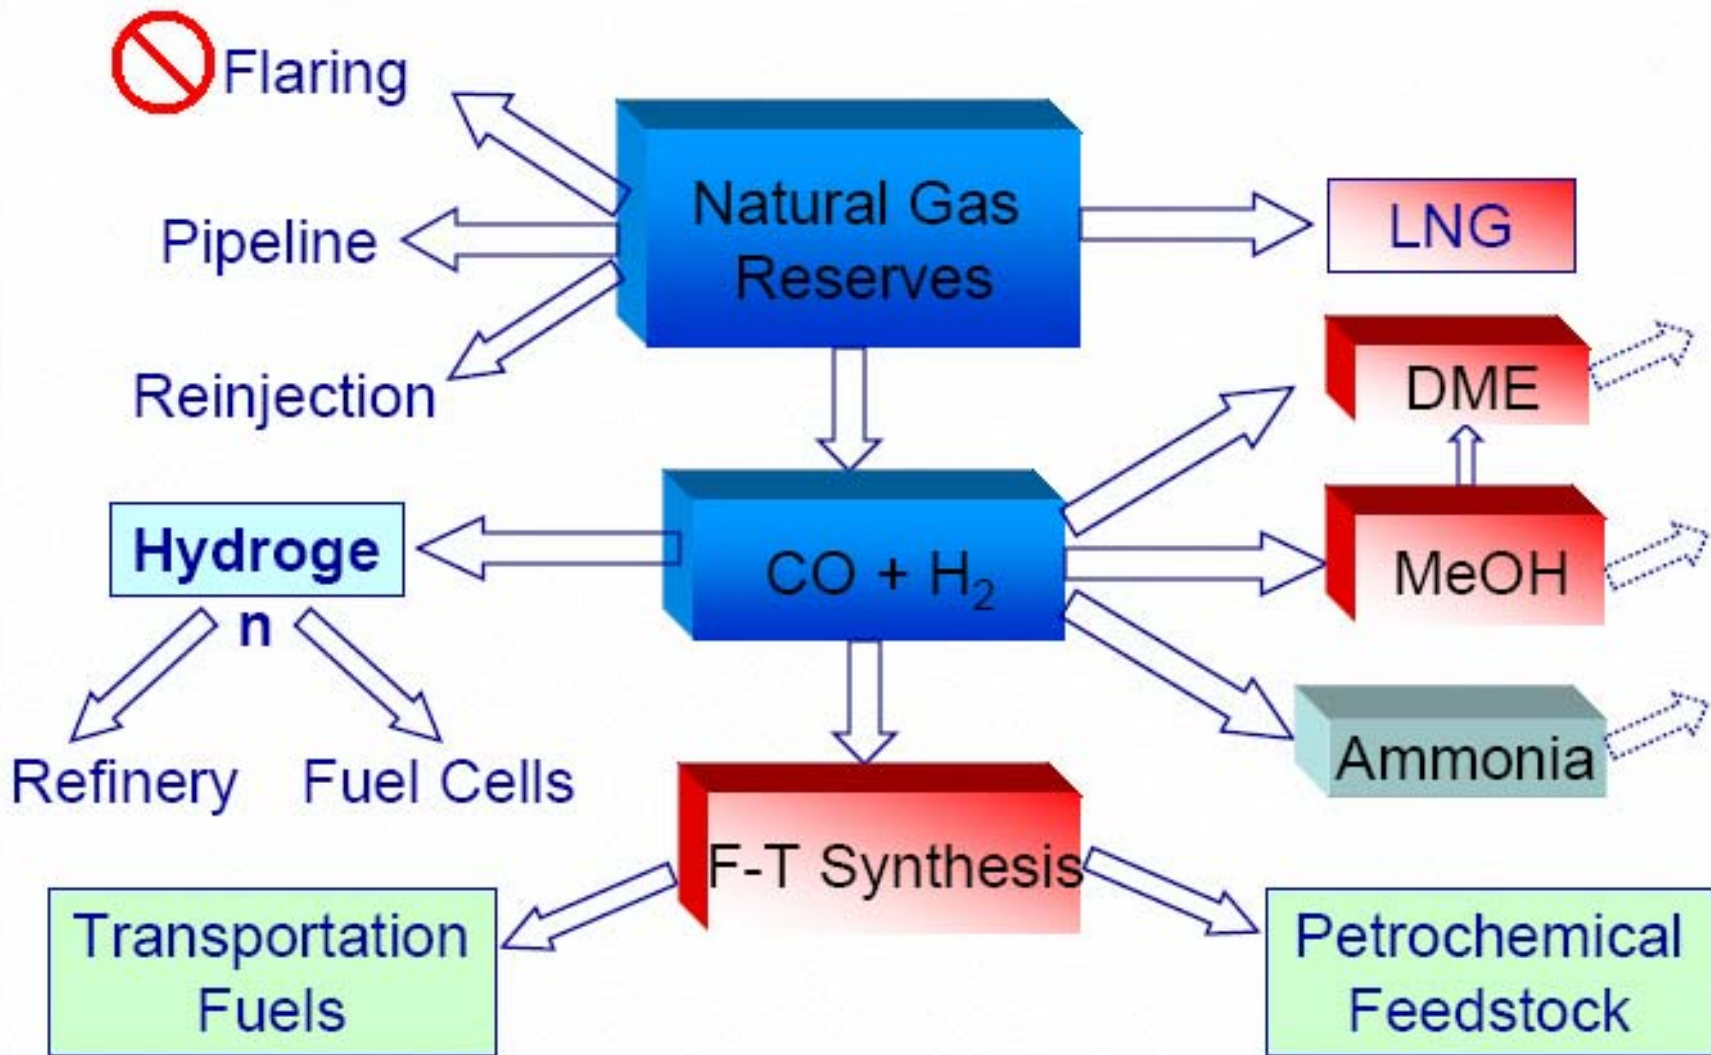 Flaring
Natural Gas
Reserves
LNG
Pipeline
Reinjection
DME
Hydroge
n
CO + H₂
MeOH
Refinery
Fuel Cells
Ammonia
F-T Synthesis
Transportation
Fuels
Petrochemical
Feedstock